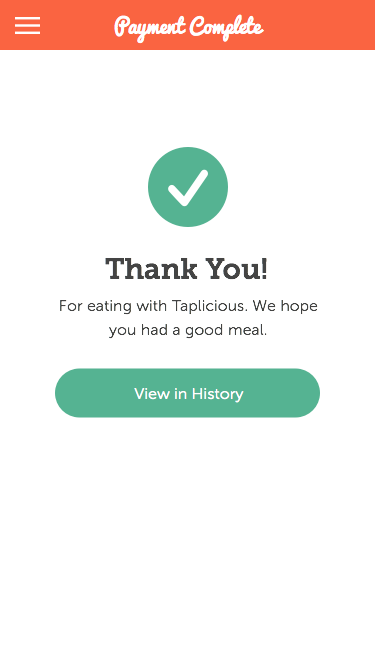 Payment Complete
Thank You!
For eating with Taplicious. We hope
you had a good meal.
View in History